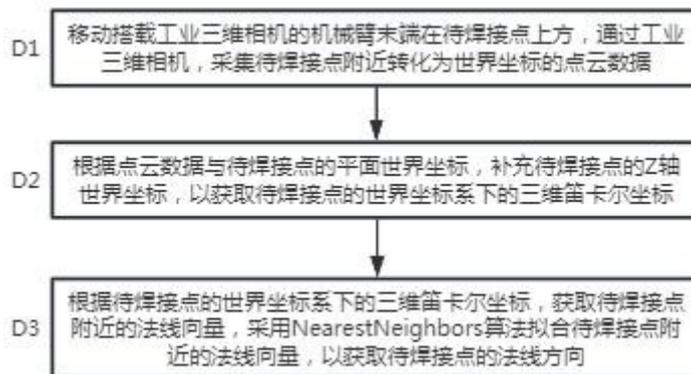 D1
移动搭载工业三维相机的机械臂末端在待焊接点上方，通过工业
三维相机，采集待焊接点附近转化为世界坐标的点云数据
D2
根据点云数据与待焊接点的平面世界坐标，补充待焊接点的Z轴
世界坐标，以获取待焊接点的世界坐标系下的三维笛卡尔坐标
D3
根据待焊接点的世界坐标系下的三维笛卡尔坐标，获取待焊接点
附近的法线向量，采用NearestNeighbors算法拟合待焊接点附
近的法线向量，以获取待焊接点的法线方向